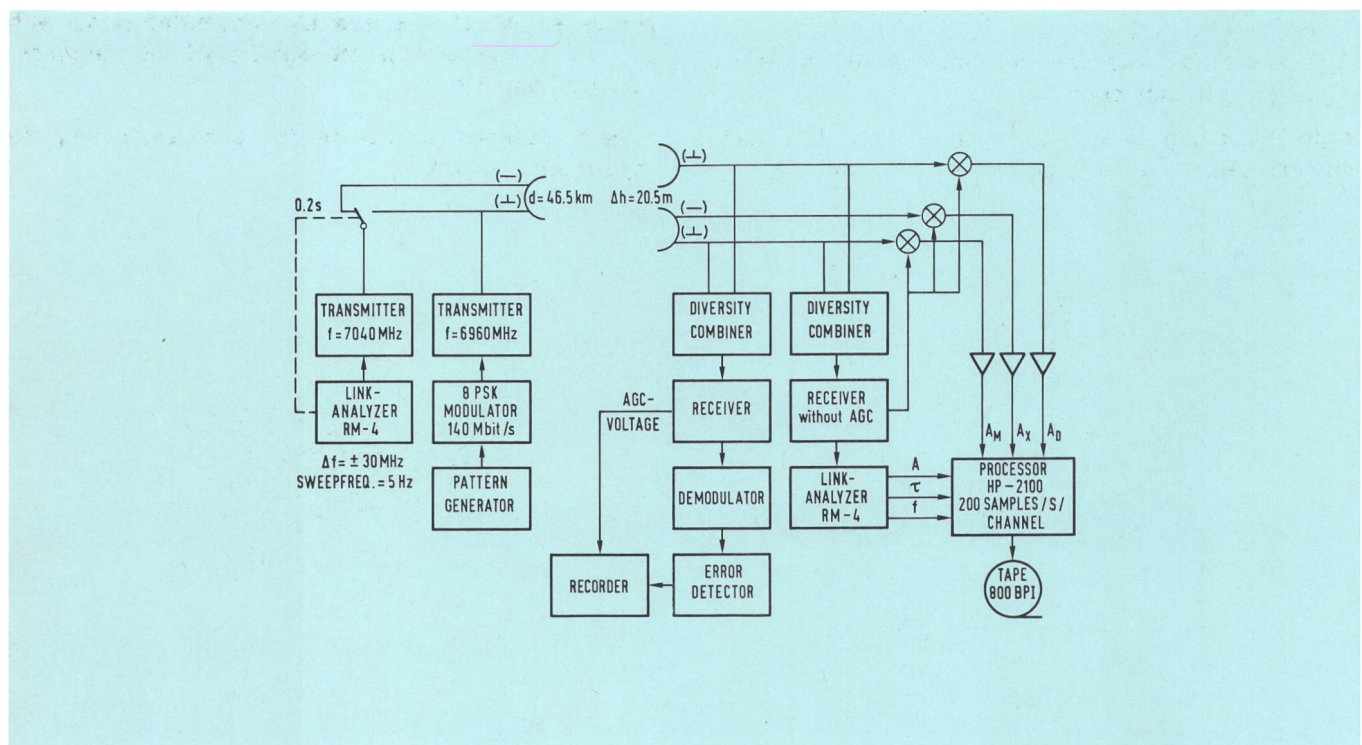 (—)
(⊥)
d=46.5km
Δh=20.5m
(⊥)
(—)
(⊥)
0.2s
TRANSMITTER
f=7040MHz
TRANSMITTER
f=6960MHz
DIVERSITY
COMBINER
DIVERSITY
COMBINER
LINK-
ANALYZER
RM-4
8 PSK
MODULATOR
140 Mbit/s
AGC-
VOLTAGE
RECEIVER
RECEIVER
without AGC
A_M
A_X
A_D
Δf=±30MHz
SWEEPFREQ.=5Hz
PATTERN
GENERATOR
DEMODULATOR
LINK-
ANALYZER
RM-4
A
τ
f
PROCESSOR
HP-2100
200 SAMPLES/S/
CHANNEL
RECORDER
ERROR
DETECTOR
TAPE
800 BPI